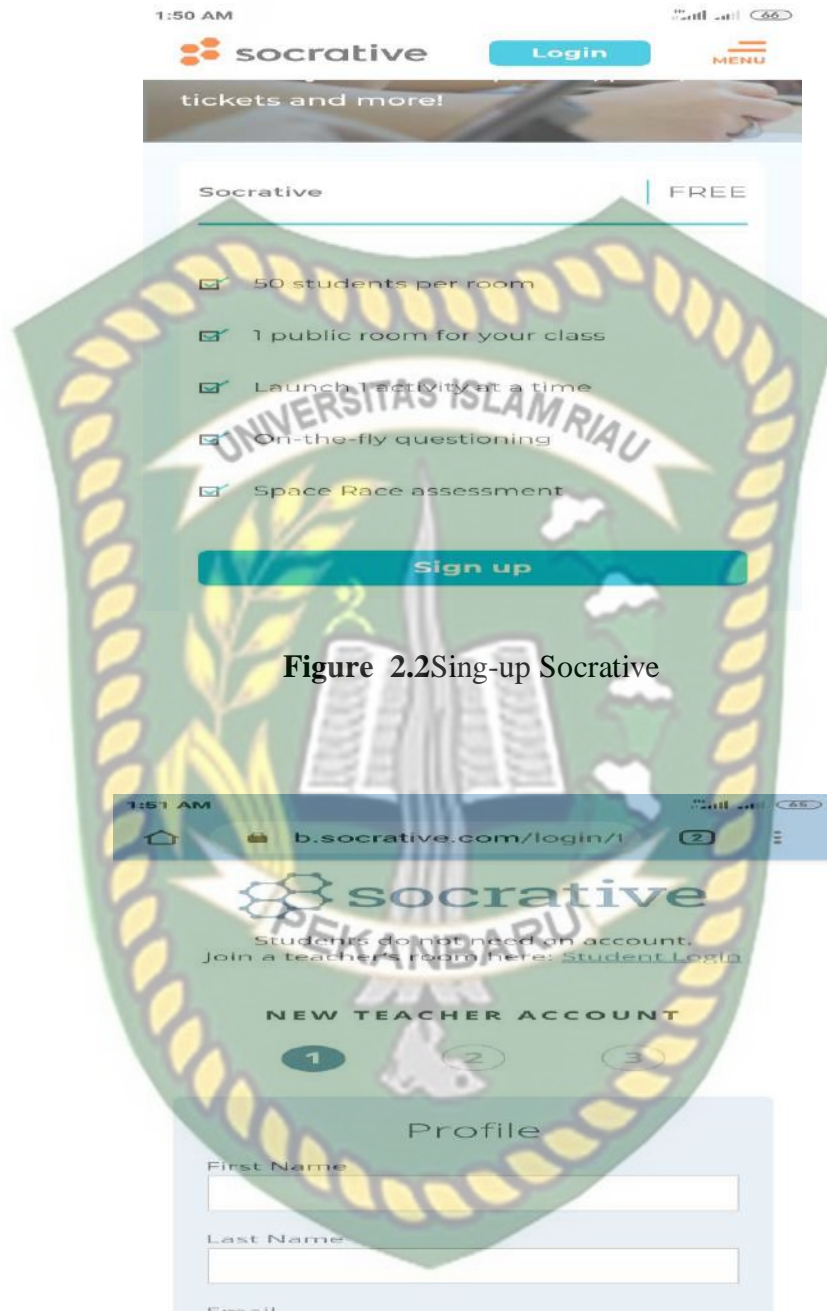 1:50 AM
66
socrative
Login
MENU
tickets and more!
Socrative
FREE
50 students per room
1 public room for your class
Launch 1 activity at a time
On-the-fly questioning
Space Race assessment
Sign up
UNIVERSITAS ISLAM RIAU
Figure 2.2Sing-up Socrative
1:51 AM
65
b.socrative.com/login/t
2
socrative
Students do not need an account.
Join a teacher's room here: Student Login
PEKANBARU
NEW TEACHER ACCOUNT
1 2 3
Profile
First Name
Last Name
Email